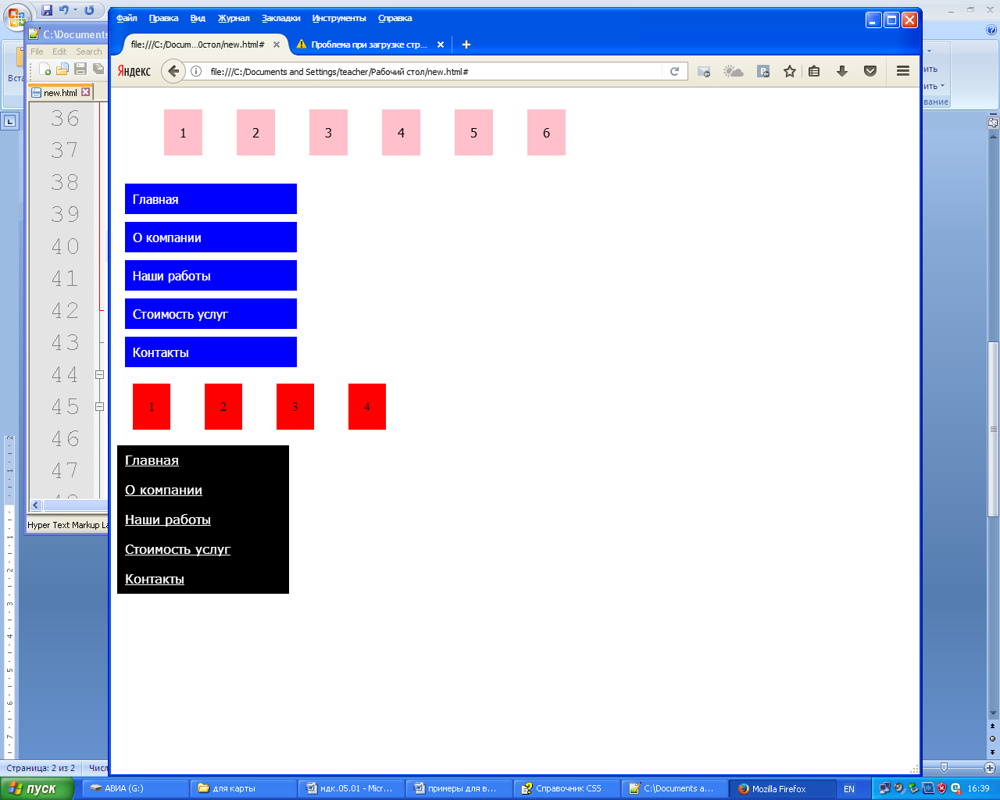 Файл Правка Вид Журнал Закладки Инструменты Справка
C:\Documents
file:///C:/Docum...0стол/new.html#
Проблема при загрузке стр...
File Edit Search
Яндекс
file:///C:/Documents and Settings/teacher/Рабочий стол/new.html#
new.html
36
37
38
39
40
41
42
43
44
45
46
47
1 2 3 4 5 6
Главная
О компании
Наши работы
Стоимость услуг
Контакты
1 2 3 4
Главная
О компании
Наши работы
Стоимость услуг
Контакты
Hyper Text Markup La
Страница: 2 из 2
Числ
пуск
АВИА (G:)
для карты
мдк.05.01 - Micr...
примеры для в...
Справочник CSS
C:\Documents a...
Mozilla Firefox
EN
16:39